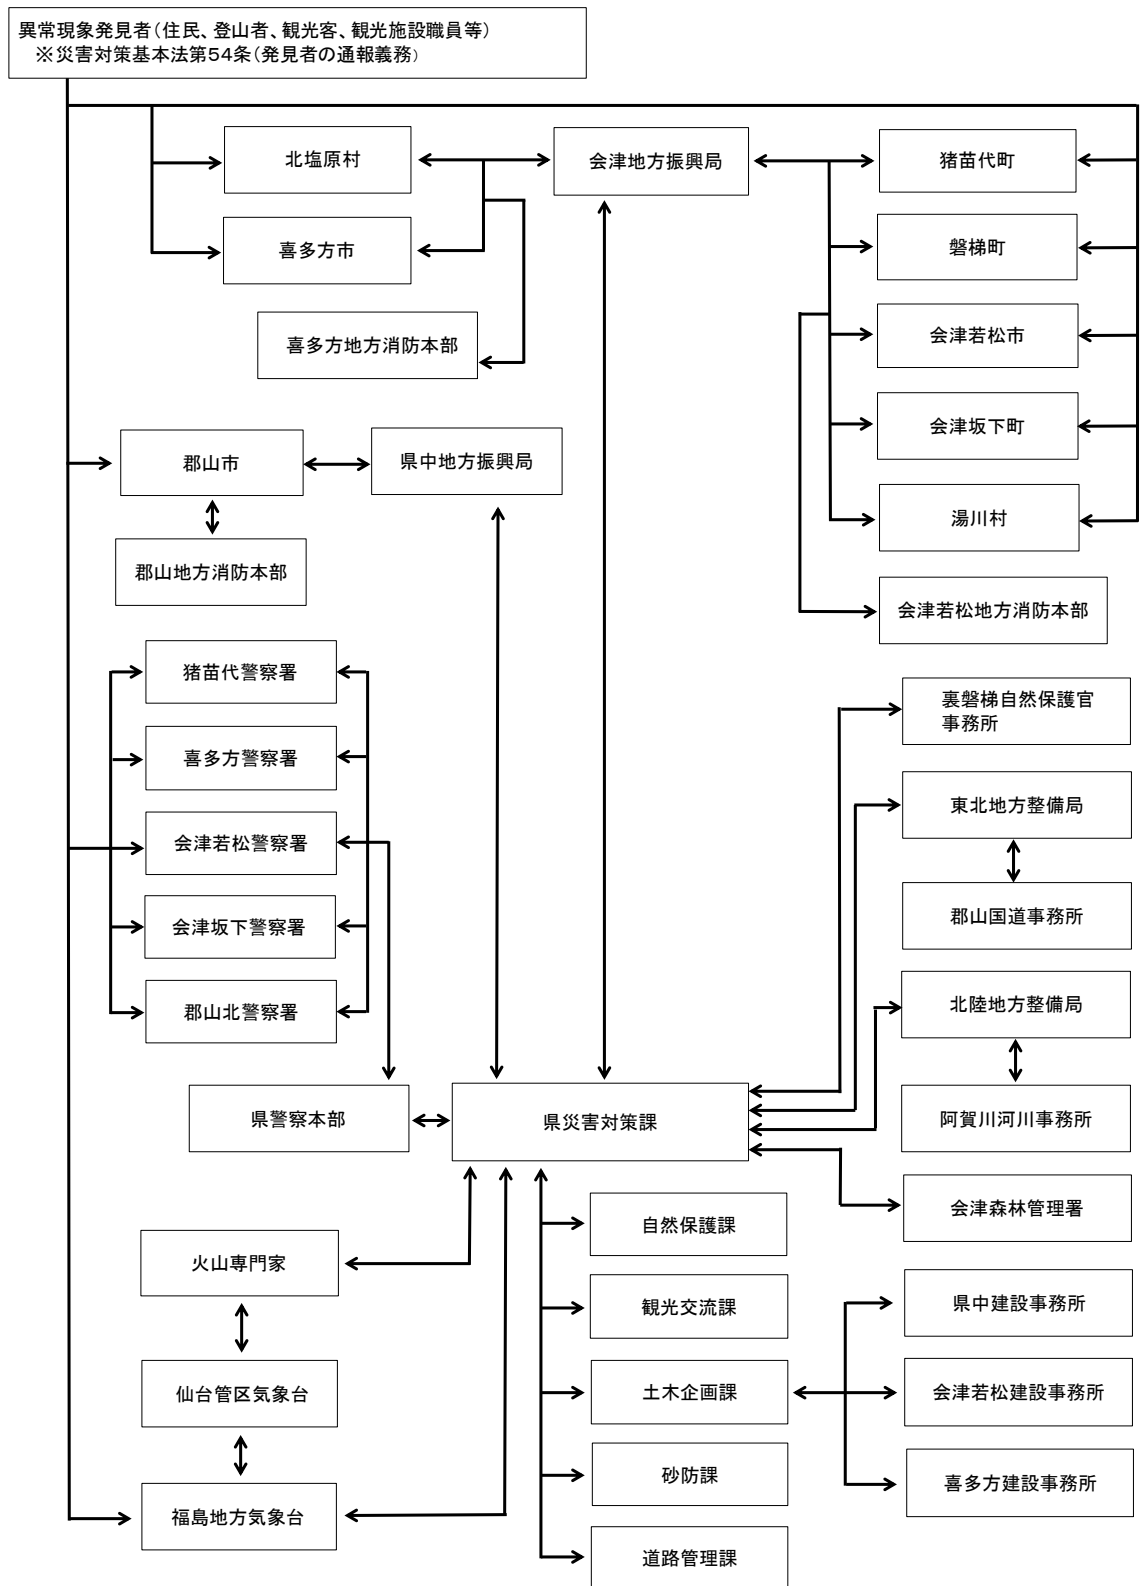 異常現象発見者(住民、登山者、観光客、観光施設職員等)
※災害対策基本法第54条(発見者の通報義務)
北塩原村
会津地方振興局
猪苗代町
喜多方市
磐梯町
喜多方地方消防本部
会津若松市
会津坂下町
郡山市
県中地方振興局
湯川村
郡山地方消防本部
会津若松地方消防本部
猪苗代警察署
裏磐梯自然保護官
事務所
喜多方警察署
東北地方整備局
会津若松警察署
郡山国道事務所
会津坂下警察署
郡山北警察署
北陸地方整備局
県警察本部
県災害対策課
阿賀川河川事務所
会津森林管理署
自然保護課
火山専門家
観光交流課
県中建設事務所
仙台管区気象台
土木企画課
会津若松建設事務所
砂防課
喜多方建設事務所
福島地方気象台
道路管理課